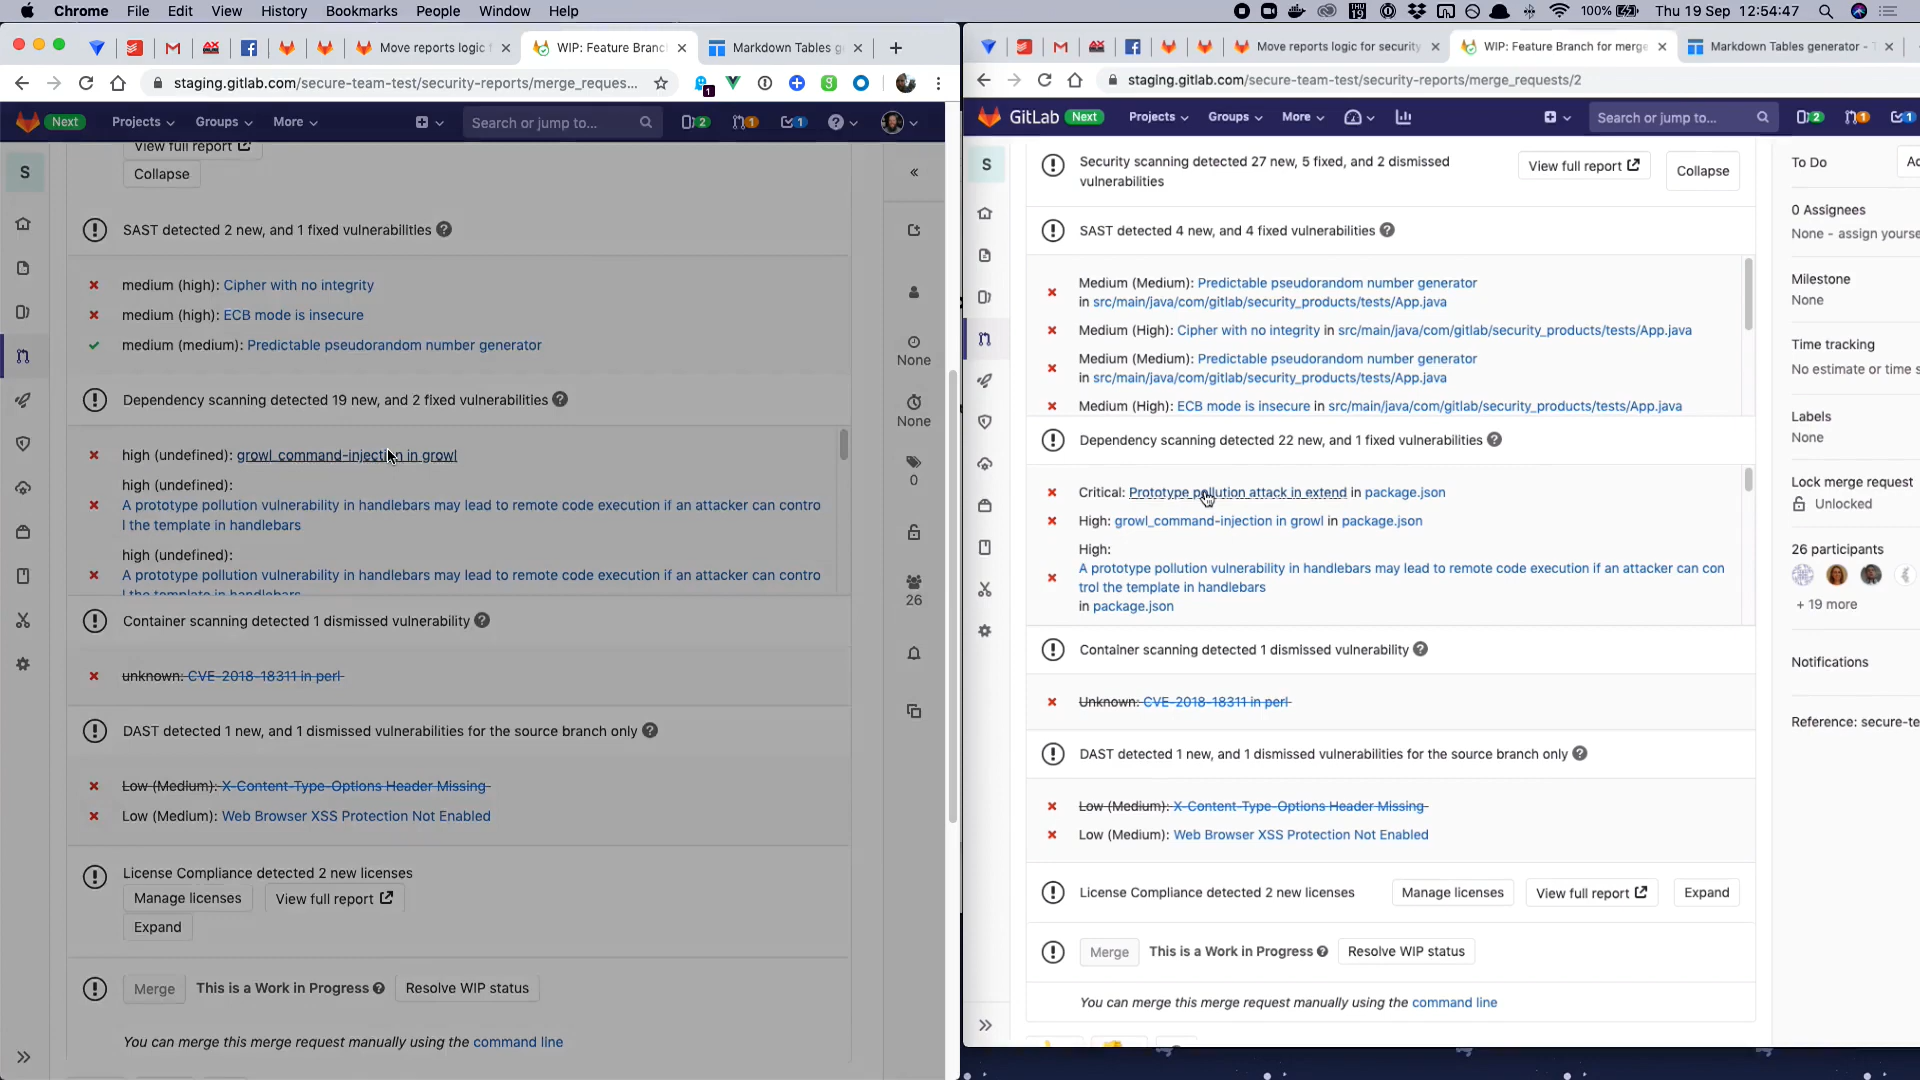 Chrome File Edit View History Bookmarks People Window Help
100% Thu 19 Sep 12:54:47
Move reports logic f
WIP: Feature Branch
Markdown Tables g
staging.gitlab.com/secure-team-test/security-reports/merge_reques...
1
Next Projects Groups More
Search or jump to...
2 1 1
S
View full report
Collapse
SAST detected 2 new, and 1 fixed vulnerabilities
medium (high): Cipher with no integrity
medium (high): ECB mode is insecure
medium (medium): Predictable pseudorandom number generator
Dependency scanning detected 19 new, and 2 fixed vulnerabilities
high (undefined): growl_command-injection in growl
high (undefined):
A prototype pollution vulnerability in handlebars may lead to remote code execution if an attacker can contro
l the template in handlebars
high (undefined):
A prototype pollution vulnerability in handlebars may lead to remote code execution if an attacker can contro
l the template in handlebars
Container scanning detected 1 dismissed vulnerability
unknown: CVE-2018-18311 in perl
DAST detected 1 new, and 1 dismissed vulnerabilities for the source branch only
Low (Medium): X-Content-Type-Options Header Missing
Low (Medium): Web Browser XSS Protection Not Enabled
License Compliance detected 2 new licenses
Manage licenses View full report
Expand
Merge This is a Work in Progress Resolve WIP status
You can merge this merge request manually using the command line
None
None
0
26
Move reports logic for security
WIP: Feature Branch for merge
Markdown Tables generator - T
staging.gitlab.com/secure-team-test/security-reports/merge_requests/2
GitLab Next Projects Groups More
Search or jump to...
2 1 1
S
Security scanning detected 27 new, 5 fixed, and 2 dismissed
vulnerabilities
View full report
Collapse
SAST detected 4 new, and 4 fixed vulnerabilities
Medium (Medium): Predictable pseudorandom number generator
in src/main/java/com/gitlab/security_products/tests/App.java
Medium (High): Cipher with no integrity in src/main/java/com/gitlab/security_products/tests/App.java
Medium (Medium): Predictable pseudorandom number generator
in src/main/java/com/gitlab/security_products/tests/App.java
Medium (High): ECB mode is insecure in src/main/java/com/gitlab/security_products/tests/App.java
Dependency scanning detected 22 new, and 1 fixed vulnerabilities
Critical: Prototype pollution attack in extend in package.json
High: growl_command-injection in growl in package.json
High:
A prototype pollution vulnerability in handlebars may lead to remote code execution if an attacker can con
trol the template in handlebars
in package.json
Container scanning detected 1 dismissed vulnerability
Unknown: CVE-2018-18311 in perl
DAST detected 1 new, and 1 dismissed vulnerabilities for the source branch only
Low (Medium): X-Content-Type-Options Header Missing
Low (Medium): Web Browser XSS Protection Not Enabled
License Compliance detected 2 new licenses
Manage licenses View full report Expand
Merge This is a Work in Progress Resolve WIP status
You can merge this merge request manually using the command line
To Do
0 Assignees
None - assign yourse
Milestone
None
Time tracking
No estimate or time s
Labels
None
Lock merge request
Unlocked
26 participants
+ 19 more
Notifications
Reference: secure-te